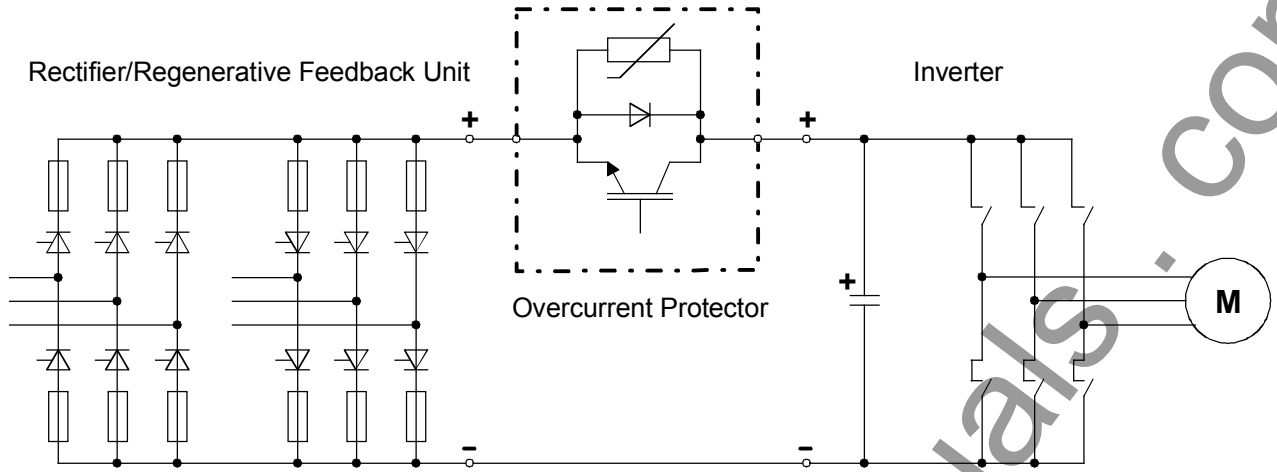 Rectifier/Regenerative Feedback Unit
Inverter
+
+
Overcurrent Protector
+
M
–
–